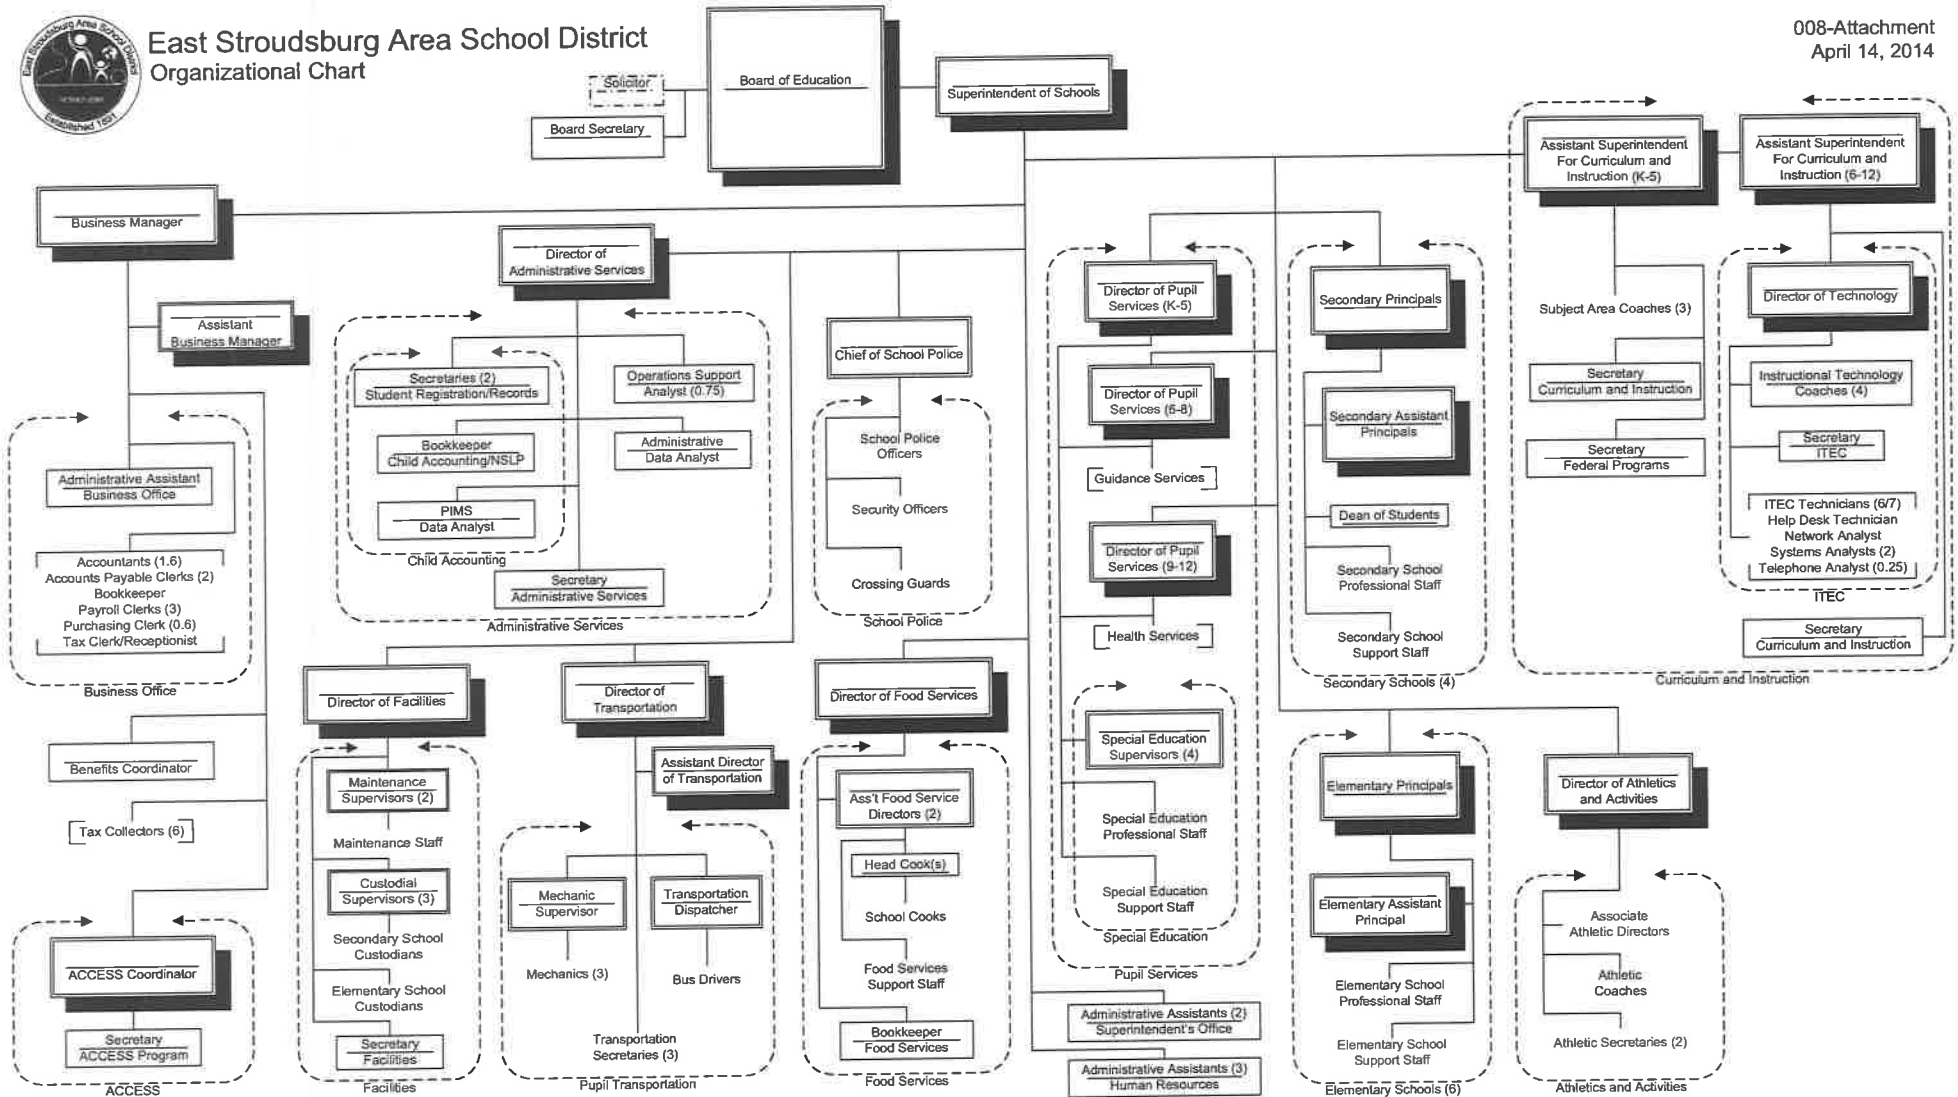 East Stroudsburg Area School District
Established 1891
East Stroudsburg Area School District
Organizational Chart
008-Attachment
April 14, 2014
Solicitor
Board Secretary
Board of Education
Superintendent of Schools
Assistant Superintendent
For Curriculum and
Instruction (K-5)
Assistant Superintendent
For Curriculum and
Instruction (6-12)
Business Manager
Assistant
Business Manager
Administrative Assistant
Business Office
Accountants (1.6)
Accounts Payable Clerks (2)
Bookkeeper
Payroll Clerks (3)
Purchasing Clerk (0.6)
Tax Clerk/Receptionist
Business Office
Benefits Coordinator
Tax Collectors (6)
ACCESS Coordinator
Secretary
ACCESS Program
ACCESS
Director of
Administrative Services
Secretaries (2)
Student Registration/Records
Operations Support
Analyst (0.75)
Bookkeeper
Child Accounting/NSLP
Administrative
Data Analyst
PIMS
Data Analyst
Child Accounting
Secretary
Administrative Services
Administrative Services
Chief of School Police
School Police
Officers
Security Officers
Crossing Guards
School Police
Director of Facilities
Maintenance
Supervisors (2)
Maintenance Staff
Custodial
Supervisors (3)
Secondary School
Custodians
Elementary School
Custodians
Secretary
Facilities
Facilities
Director of
Transportation
Assistant Director
of Transportation
Mechanic
Supervisor
Transportation
Dispatcher
Mechanics (3)
Bus Drivers
Transportation
Secretaries (3)
Pupil Transportation
Director of Food Services
Ass't Food Service
Directors (2)
Head Cook(s)
School Cooks
Food Services
Support Staff
Bookkeeper
Food Services
Food Services
Director of Pupil
Services (K-5)
Director of Pupil
Services (6-8)
Guidance Services
Director of Pupil
Services (9-12)
Health Services
Special Education
Supervisors (4)
Special Education
Professional Staff
Special Education
Support Staff
Special Education
Pupil Services
Administrative Assistants (2)
Superintendent's Office
Administrative Assistants (3)
Human Resources
Secondary Principals
Secondary Assistant
Principals
Dean of Students
Secondary School
Professional Staff
Secondary School
Support Staff
Secondary Schools (4)
Elementary Principals
Elementary Assistant
Principal
Elementary School
Professional Staff
Elementary School
Support Staff
Elementary Schools (6)
Director of Athletics
and Activities
Associate
Athletic Directors
Athletic
Coaches
Athletic Secretaries (2)
Athletics and Activities
Subject Area Coaches (3)
Secretary
Curriculum and Instruction
Secretary
Federal Programs
Director of Technology
Instructional Technology
Coaches (4)
Secretary
ITEC
ITEC Technicians (6/7)
Help Desk Technician
Network Analyst
Systems Analysts (2)
Telephone Analyst (0.25)
ITEC
Secretary
Curriculum and Instruction
Curriculum and Instruction